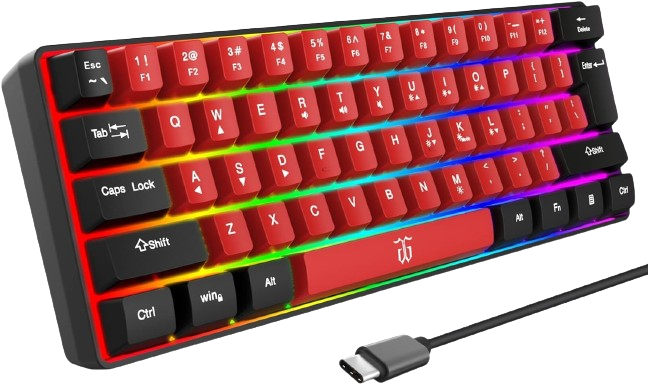 Esc ~ ` 1 ! F1 2 @ F2 3 # F3 4 $ F4 5 % F5 6 ^ F6 7 & F7 8 * F8 9 ( F9 0 ) F10 - — F11 = + F12 ← Delete
Tab Q W E R T Y U I O P [ { ] } Enter
Caps Lock A S D F G H J K L ; : ' " \ |
Shift Z X C V B N M , < . > ? Shift
Ctrl win Alt Alt Fn Ctrl